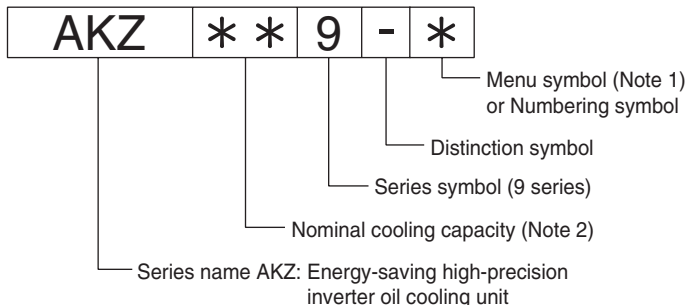 AKZ * * 9 - *
Menu symbol (Note 1)
or Numbering symbol
Distinction symbol
Series symbol (9 series)
Nominal cooling capacity (Note 2)
Series name AKZ: Energy-saving high-precision
inverter oil cooling unit